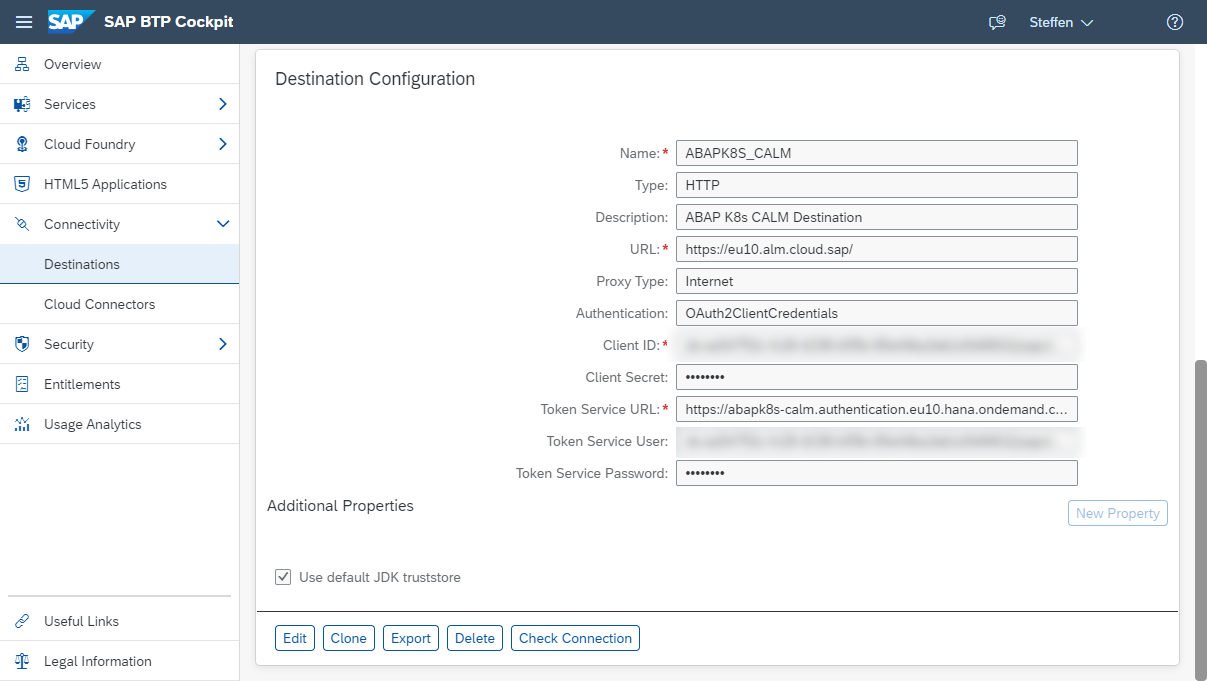 SAP SAP BTP Cockpit
Steffen
Overview
Services
Cloud Foundry
HTML5 Applications
Connectivity
Destinations
Cloud Connectors
Security
Entitlements
Usage Analytics
Useful Links
Legal Information
Destination Configuration
Name:* ABAPK8S_CALM
Type: HTTP
Description: ABAP K8s CALM Destination
URL:* https://eu10.alm.cloud.sap/
Proxy Type: Internet
Authentication: OAuth2ClientCredentials
Client ID:*
Client Secret: ••••••••
Token Service URL:* https://abapk8s-calm.authentication.eu10.hana.ondemand.c...
Token Service User:
Token Service Password: ••••••••
Additional Properties
New Property
Use default JDK truststore
Edit Clone Export Delete Check Connection